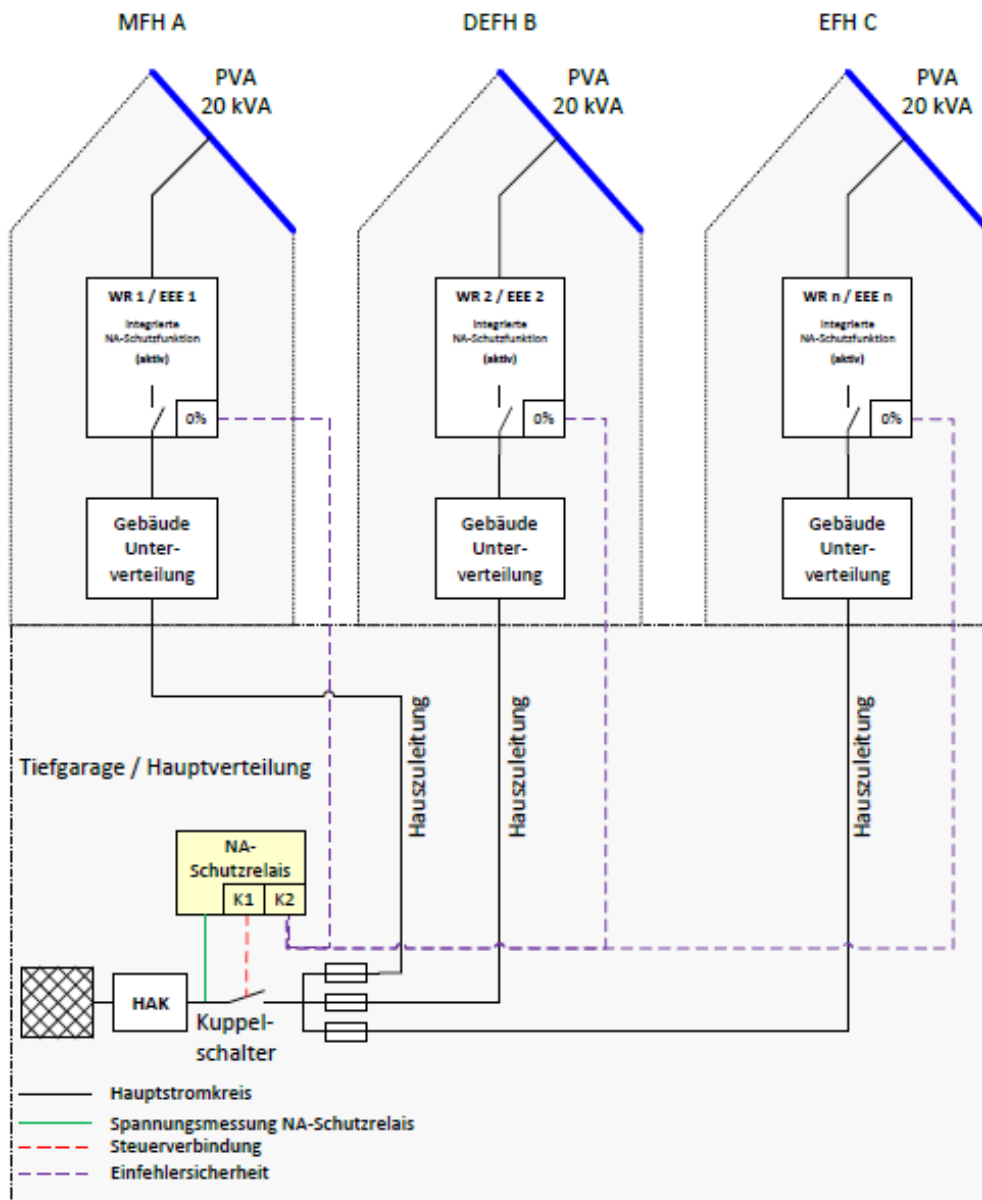 MFH A
DEFH B
EFH C
PVA
20 kVA
PVA
20 kVA
PVA
20 kVA
WR 1 / EEE 1
Integrierte
NA-Schutzfunktion
(aktiv)
0%
WR 2 / EEE 2
Integrierte
NA-Schutzfunktion
(aktiv)
0%
WR n / EEE n
Integrierte
NA-Schutzfunktion
(aktiv)
0%
Gebäude
Unter-
verteilung
Gebäude
Unter-
verteilung
Gebäude
Unter-
verteilung
Hauszuleitung
Hauszuleitung
Hauszuleitung
Tiefgarage / Hauptverteilung
NA-
Schutzrelais
K1
K2
HAK
Kuppel-
schalter
Hauptstromkreis
Spannungsmessung NA-Schutzrelais
Steuerverbindung
Einfehlersicherheit